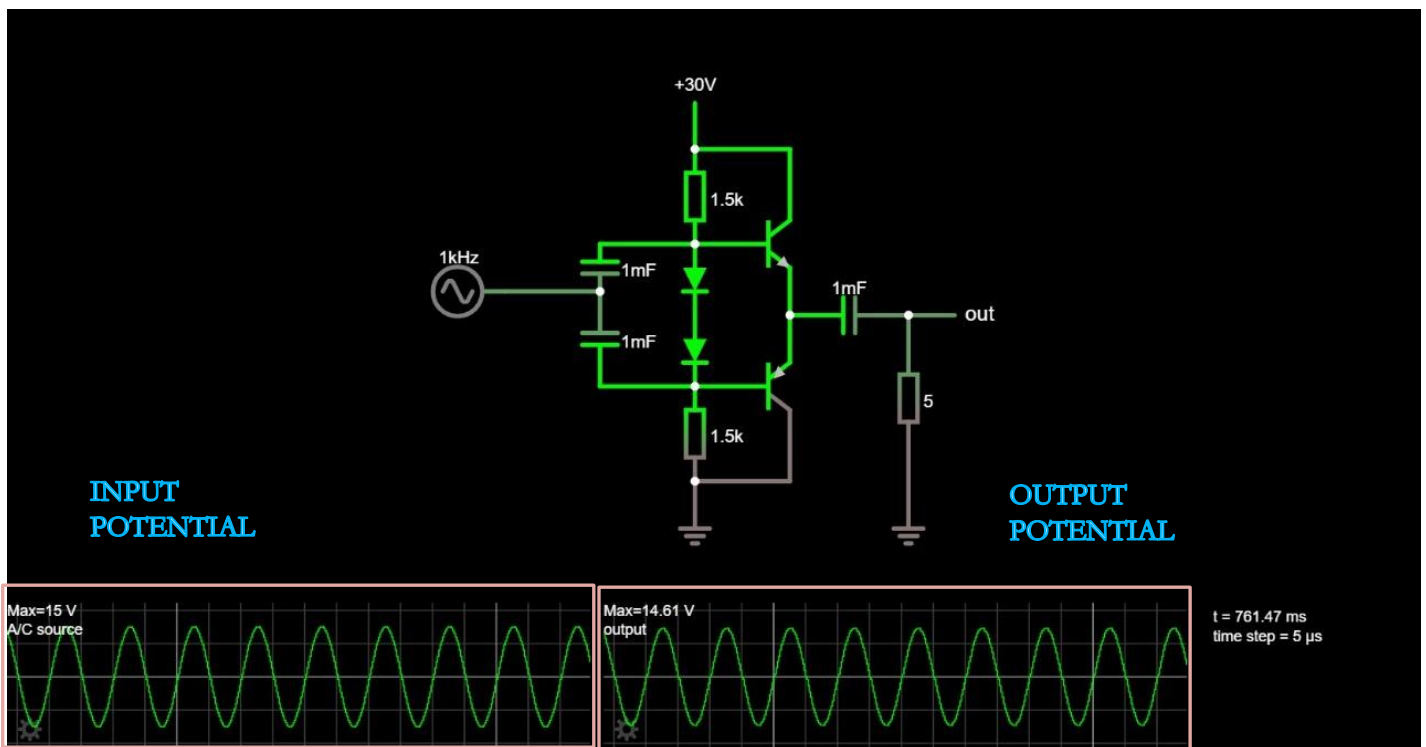 +30V
1.5k
1kHz
1mF
1mF
1mF
out
5
1.5k
INPUT
POTENTIAL
OUTPUT
POTENTIAL
Max=15 V
A/C source
Max=14.61 V
output
t = 761.47 ms
time step = 5 µs